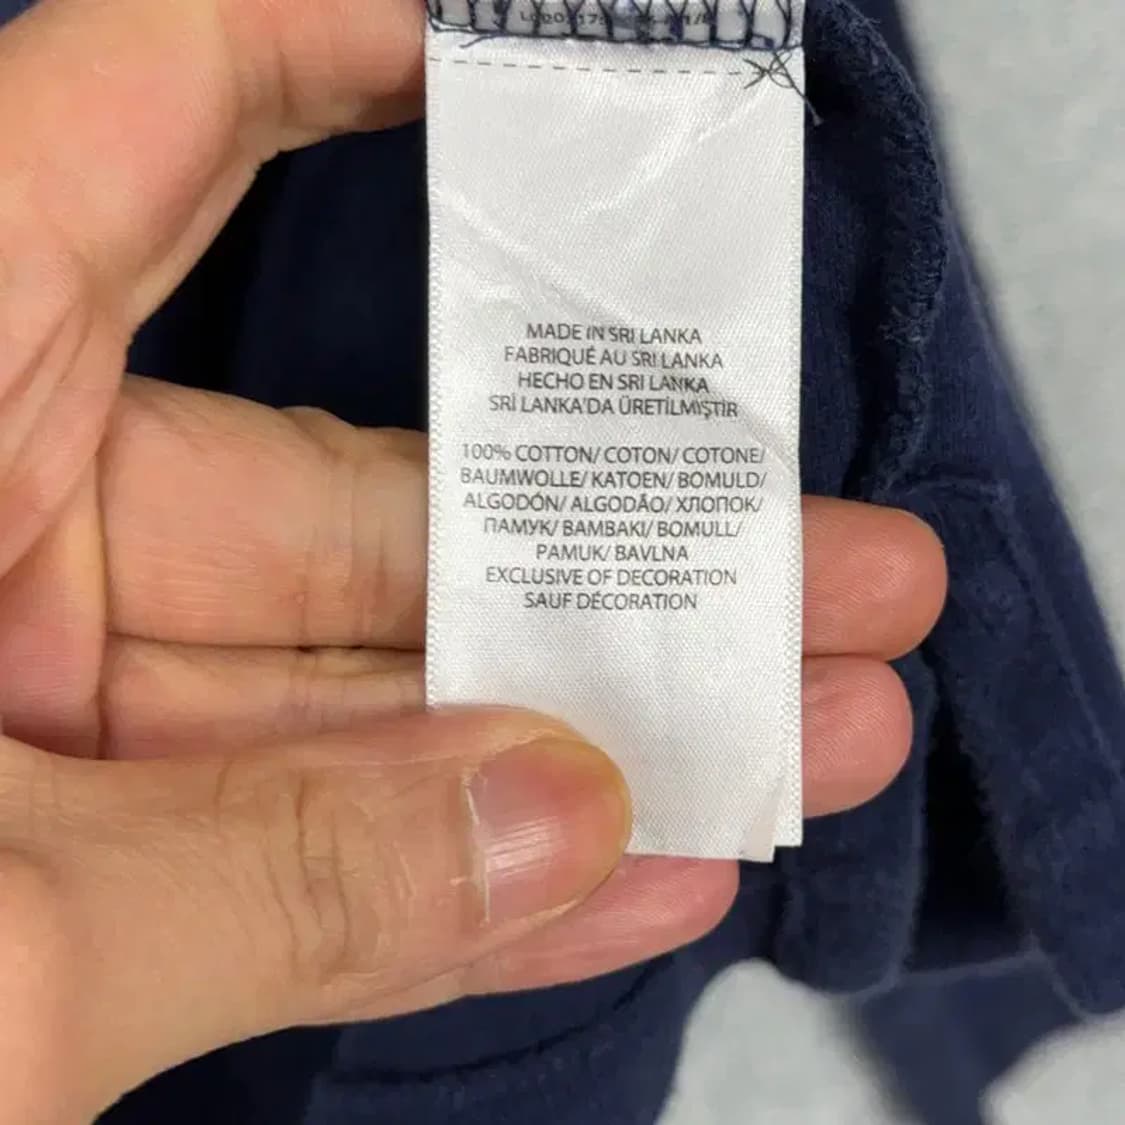 MADE IN SRI LANKA
FABRIQUÉ AU SRI LANKA
HECHO EN SRI LANKA
SRİ LANKA'DA ÜRETİLMİŞTİR
100% COTTON/ COTON/ COTONE/
BAUMWOLLE/ KATOEN/ BOMULD/
ALGODÓN/ ALGODÃO/ ХЛОПОК/
ПАМУК/ BAMBAKI/ BOMULL/
PAMUK/ BAVLNA
EXCLUSIVE OF DECORATION
SAUF DÉCORATION